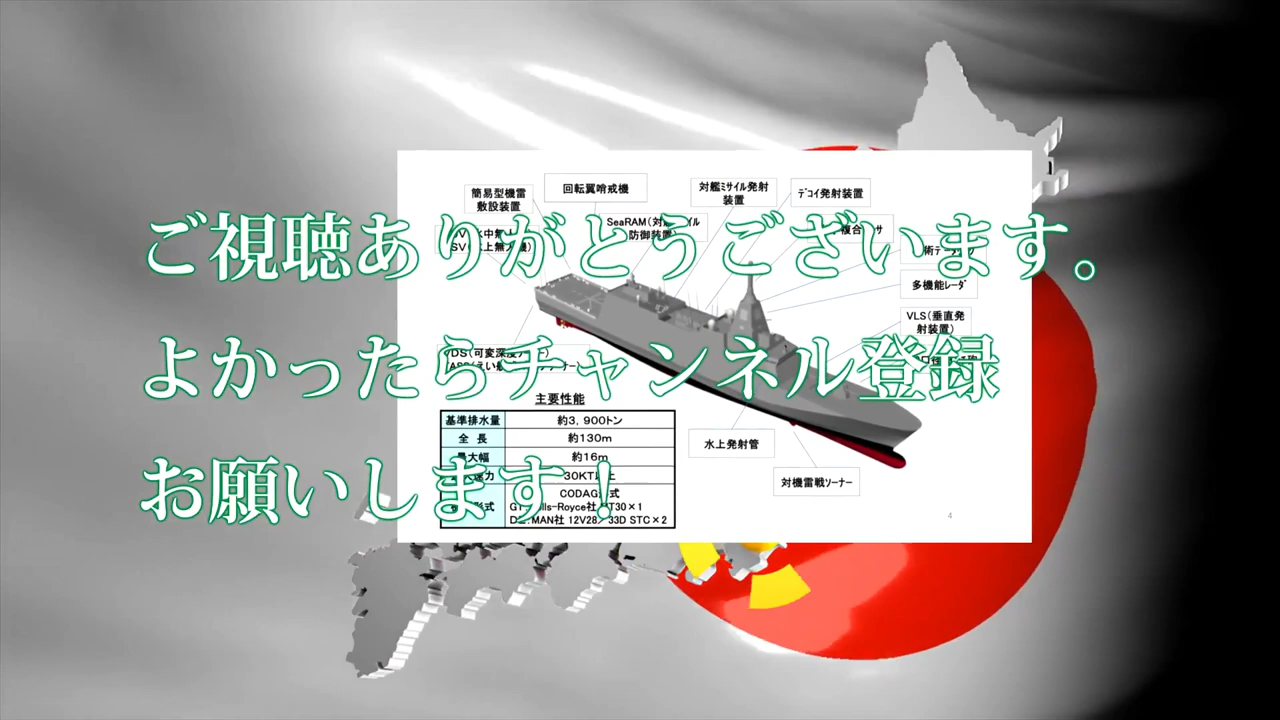 簡易型機雷
敷設装置
回転翼哨戒機
対艦ミサイル発射
装置
ﾃﾞｺｲ発射装置
防御装置)
ご視聴ありがとうございます。
多機能ﾚｰﾀﾞ
VLS(垂直発
射装置)
よかったらチャンネル登録
主要性能
基準排水量
約3,900トン
全 長
約130m
約16m
水上発射管
対機雷戦ソーナー
お願いします！
30KT
CODAG
12V28/33D STC×2
4